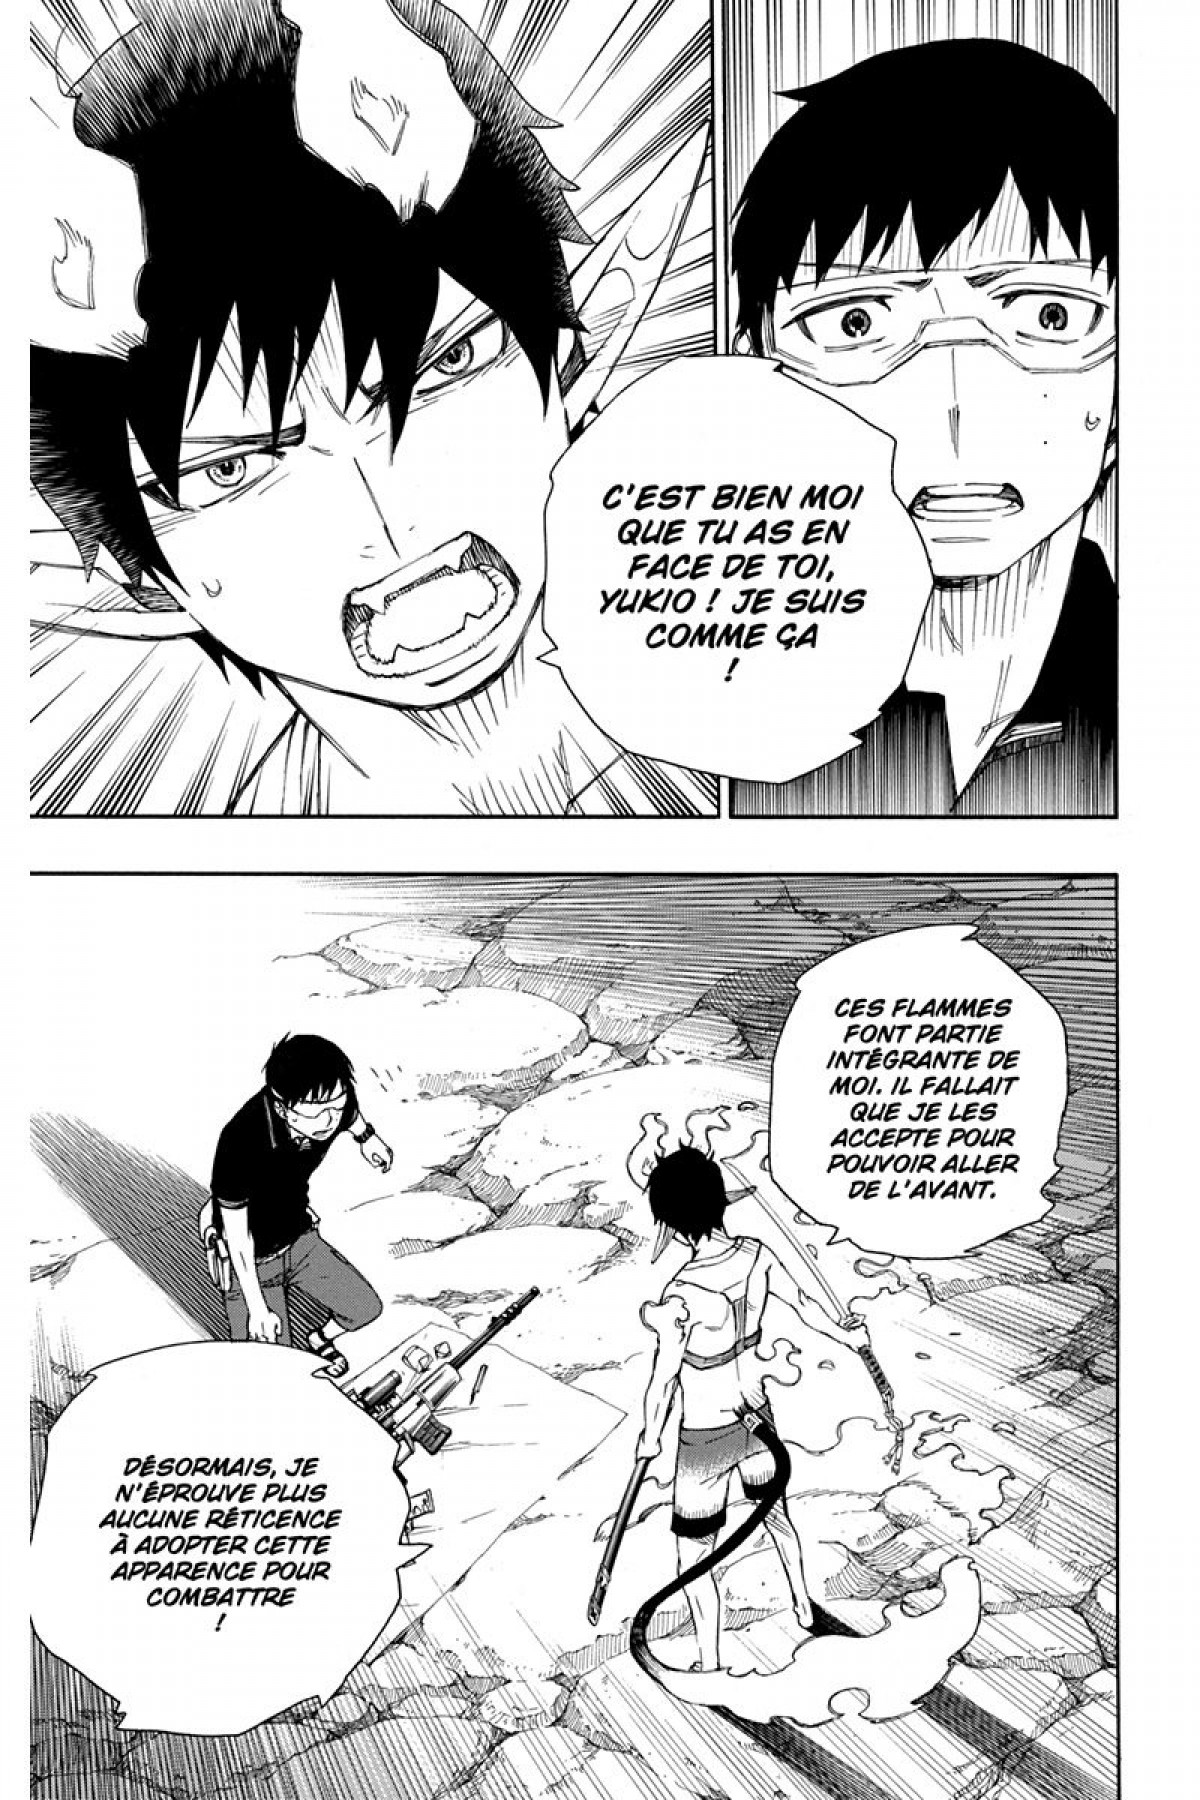 C'EST BIEN MOI
QUE TU AS EN
FACE DE TOI,
YUKIO ! JE SUIS
COMME ÇA
!
CES FLAMMES
FONT PARTIE
INTÉGRANTE DE
MOI. IL FALLAIT
QUE JE LES
ACCEPTE POUR
POUVOIR ALLER
DE L'AVANT.
DÉSORMAIS, JE
N'ÉPROUVE PLUS
AUCUNE RÉTICENCE
À ADOPTER CETTE
APPARENCE POUR
COMBATTRE
!